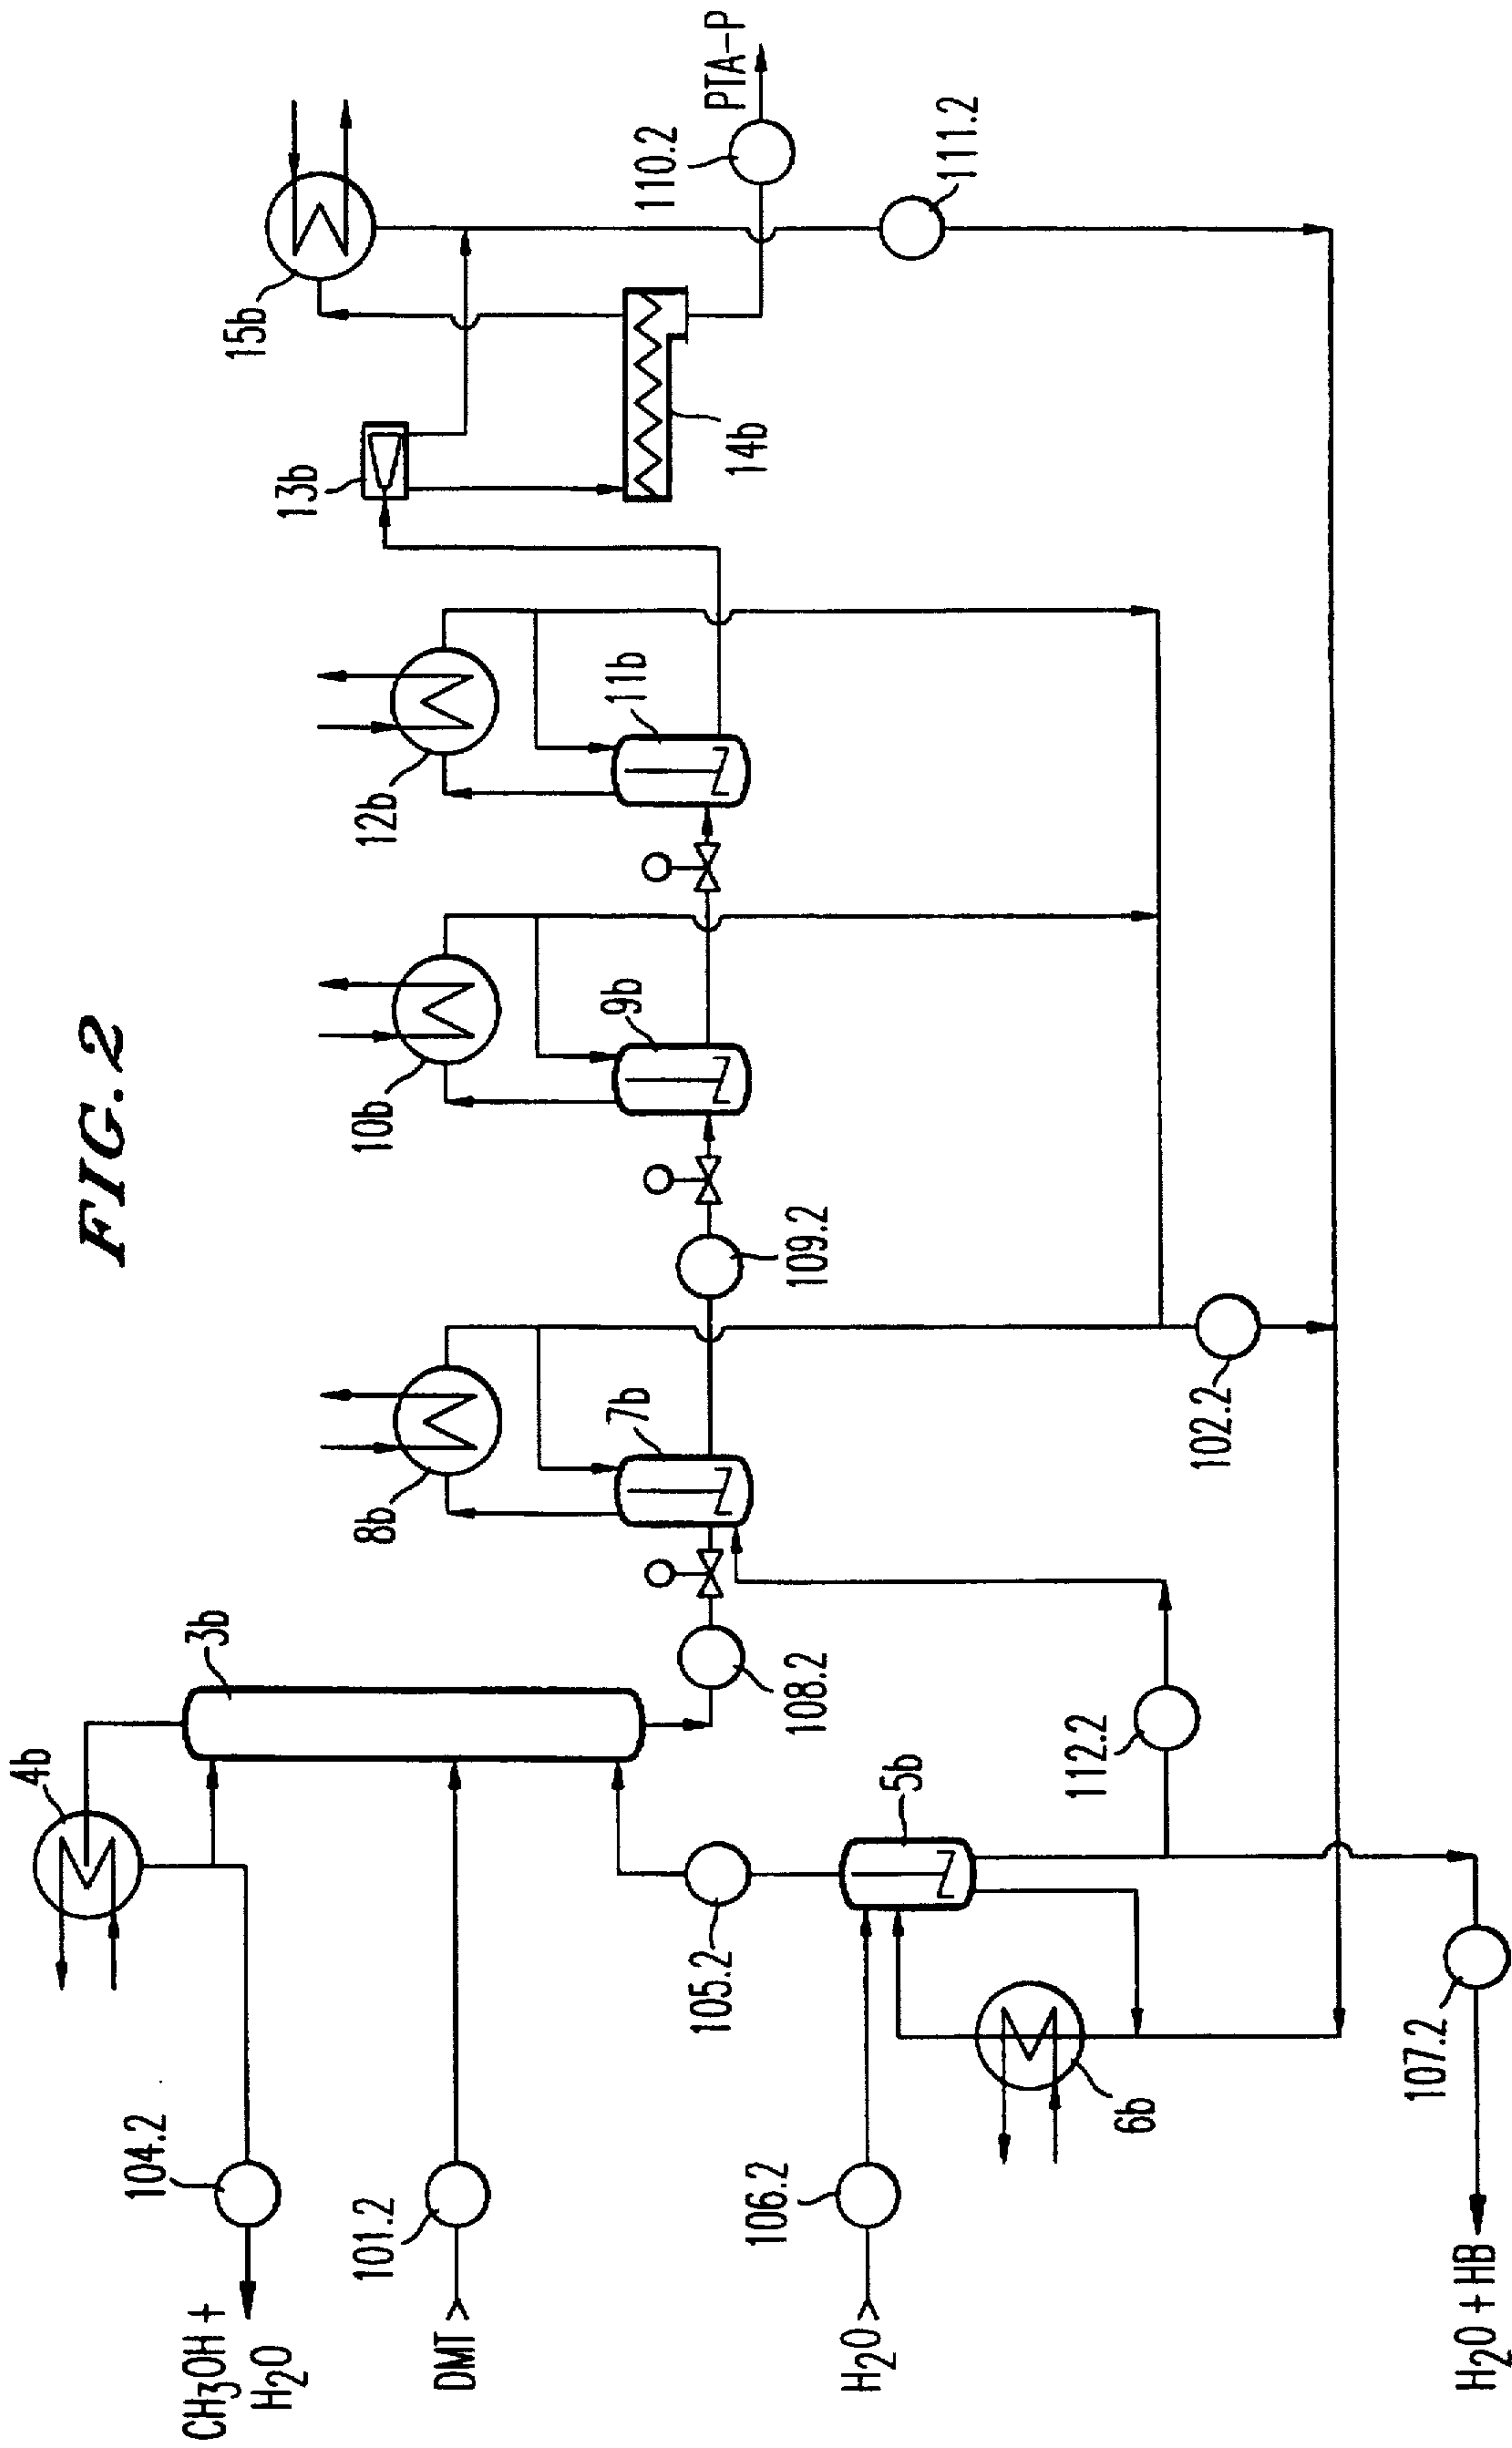 FIG. 2
4b
3b
CH3OH +
H2O
104.2
DMT
101.2
H2O
106.2
105.2
5b
6b
H2O + HB
107.2
112.2
108.2
8b
7b
102.2
109.2
10b
9b
12b
11b
13b
14b
15b
110.2
PTA-P
111.2